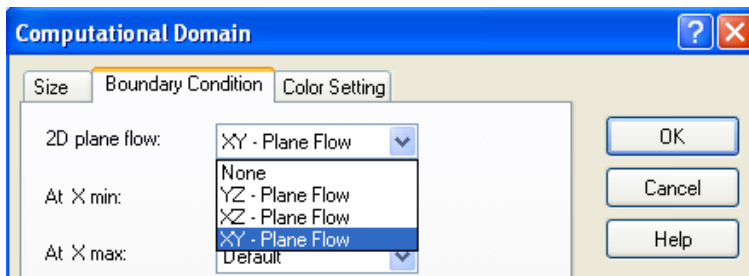 Computational Domain
Size Boundary Condition Color Setting
2D plane flow: XY - Plane Flow OK
None
YZ - Plane Flow
At X min: XZ - Plane Flow Cancel
XY - Plane Flow
At X max: Default Help